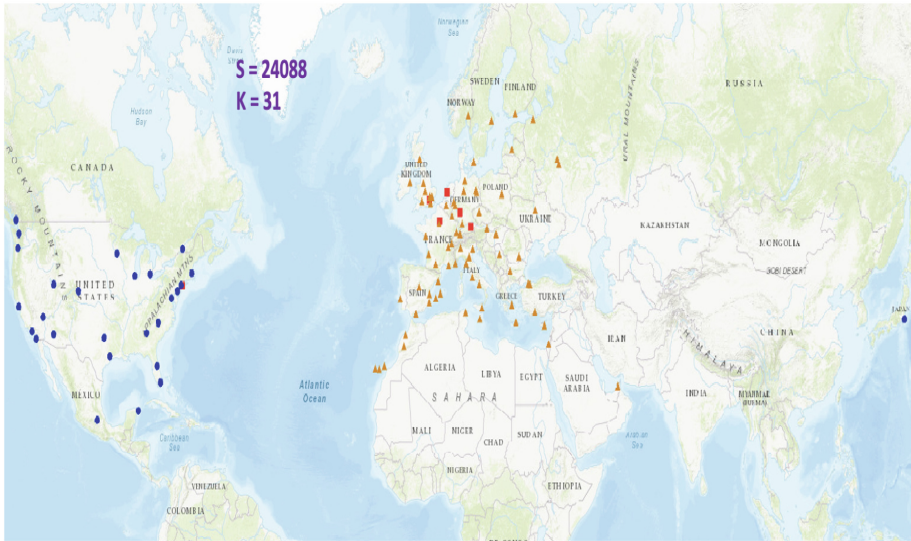 Norwegian
Sea
Davis
S = 24088
K = 31
SWEDEN
FINLAND
NORWAY
RUSSIA
URAL MOUNTAINS
Hudson
Bay
ROCKY MOUNTAIN
CANADA
UNITED
KINGDOM
POLAND
GERMANY
UKRAINE
KAZAKHSTAN
FRANCE
MONGOLIA
GOBI DESERT
ITALY
UNITED
STATES
SPAIN
GREECE
TURKEY
JAPAN
CHINA
IRAN
HIMALAYA
Atlantic
Ocean
ALGERIA
LIBYA
EGYPT
SAUDI
ARABIA
INDIA
MYANMAR
(BURMA)
MEXICO
SAHARA
MALI
NIGER
CHAD
SUDAN
Arabian
Sea
Caribbean
Sea
NIGERIA
ETHIOPIA
VENEZUELA
COLOMBIA